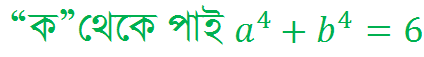 “ক”থেকে পাই a⁴ + b⁴ = 6